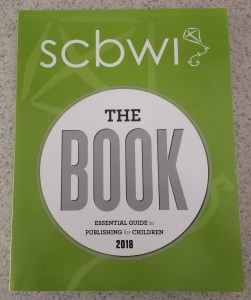 scbwi
THE
BOOK
ESSENTIAL GUIDE to
PUBLISHING for CHILDREN
2018